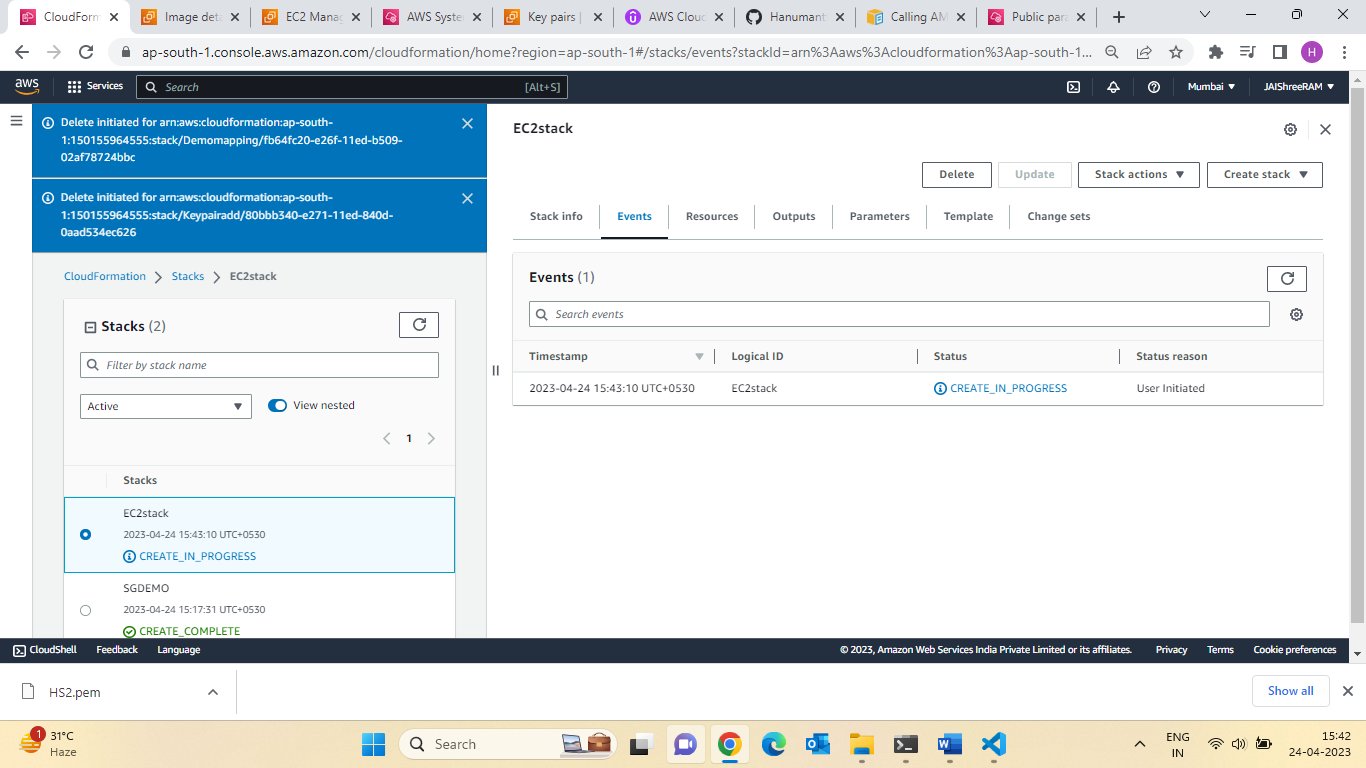 CloudForm
Image deta
EC2 Manag
AWS Syste
Key pairs |
AWS Cloud
Hanumant
Calling AM
Public para
ap-south-1.console.aws.amazon.com/cloudformation/home?region=ap-south-1#/stacks/events?stackId=arn%3Aaws%3Acloudformation%3Aap-south-1...
H
aws
Services
Search
[Alt+S]
Mumbai
JAIShreeRAM
Delete initiated for arn:aws:cloudformation:ap-south-
1:150155964555:stack/Demomapping/fb64fc20-e26f-11ed-b509-
02af78724bbc
Delete initiated for arn:aws:cloudformation:ap-south-
1:150155964555:stack/Keypairadd/80bbb340-e271-11ed-840d-
0aad534ec626
CloudFormation
Stacks
EC2stack
Stacks (2)
Filter by stack name
Active
View nested
1
Stacks
EC2stack
2023-04-24 15:43:10 UTC+0530
CREATE_IN_PROGRESS
SGDEMO
2023-04-24 15:17:31 UTC+0530
CREATE_COMPLETE
EC2stack
Delete
Update
Stack actions
Create stack
Stack info
Events
Resources
Outputs
Parameters
Template
Change sets
Events (1)
Search events
Timestamp
Logical ID
Status
Status reason
2023-04-24 15:43:10 UTC+0530
EC2stack
CREATE_IN_PROGRESS
User Initiated
CloudShell
Feedback
Language
© 2023, Amazon Web Services India Private Limited or its affiliates.
Privacy
Terms
Cookie preferences
HS2.pem
Show all
1
31°C
Haze
Search
ENG
IN
15:42
24-04-2023